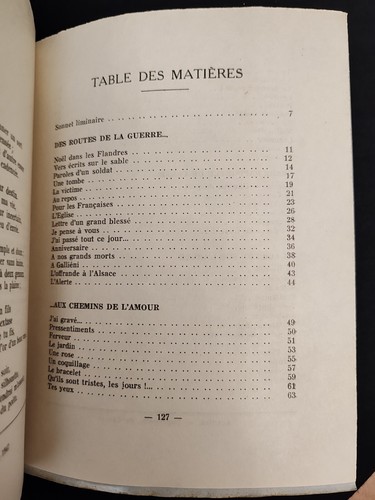 TABLE DES MATIÈRES
Sonnet liminaire . . . . . . . . . . . . . . . . 7
DES ROUTES DE LA GUERRE...
Noël dans les Flandres . . . . . . . . . . . . . . . . 11
Vers écrits sur le sable . . . . . . . . . . . . . . . . 12
Paroles d'un soldat . . . . . . . . . . . . . . . . 14
Une tombe . . . . . . . . . . . . . . . . 17
La victime . . . . . . . . . . . . . . . . 19
Au repos . . . . . . . . . . . . . . . . 21
Pour les Françaises . . . . . . . . . . . . . . . . 23
L'Eglise . . . . . . . . . . . . . . . . 26
Lettre d'un grand blessé . . . . . . . . . . . . . . . . 28
Je pense à vous . . . . . . . . . . . . . . . . 32
J'ai passé tout ce jour... . . . . . . . . . . . . . . . . 34
Anniversaire . . . . . . . . . . . . . . . . 36
A nos grands morts . . . . . . . . . . . . . . . . 38
A Galliéni . . . . . . . . . . . . . . . . 40
L'offrande à l'Alsace . . . . . . . . . . . . . . . . 43
L'Alerte . . . . . . . . . . . . . . . . 44
...AUX CHEMINS DE L'AMOUR
J'ai gravé... . . . . . . . . . . . . . . . . 49
Pressentiments . . . . . . . . . . . . . . . . 50
Ferveur . . . . . . . . . . . . . . . . 51
Le jardin . . . . . . . . . . . . . . . . 53
Une rose . . . . . . . . . . . . . . . . 55
Un coquillage . . . . . . . . . . . . . . . . 57
Le bracelet . . . . . . . . . . . . . . . . 59
Qu'ils sont tristes, les jours !... . . . . . . . . . . . . . . . . 61
Tes yeux . . . . . . . . . . . . . . . . 63
— 127 —